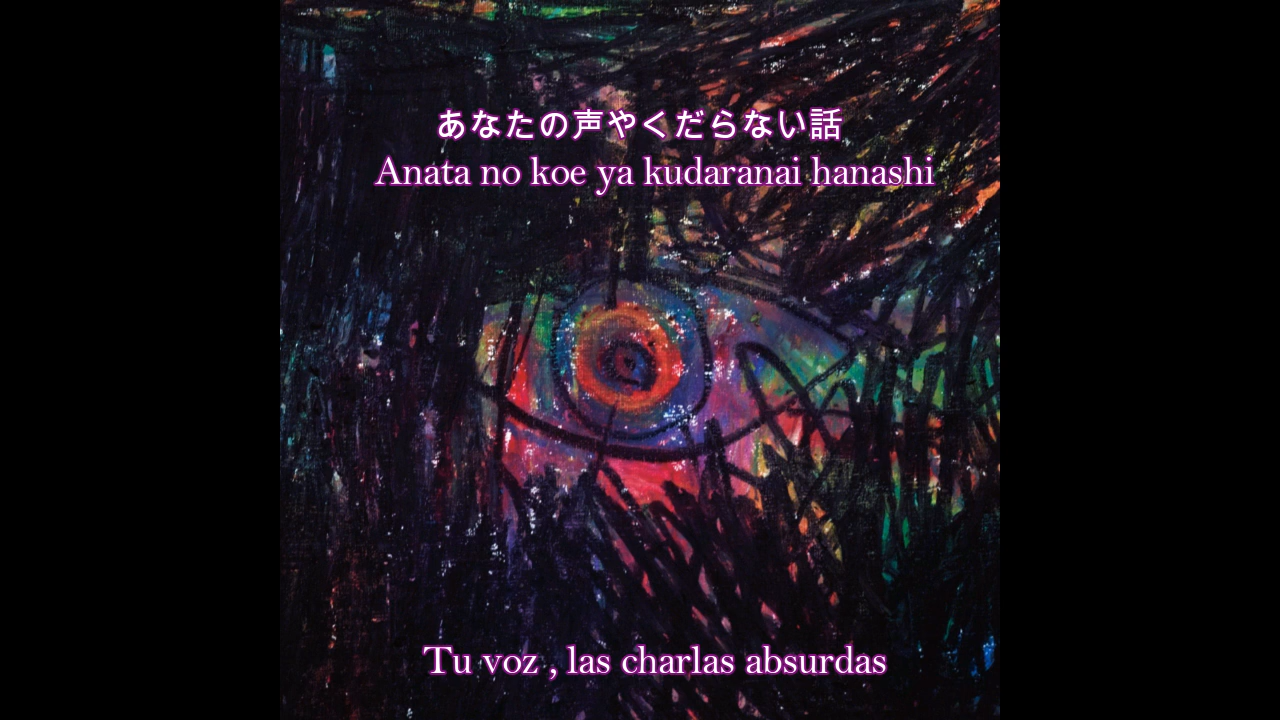 あなたの声やくだらない話
Anata no koe ya kudaranai hanashi
Tu voz , las charlas absurdas